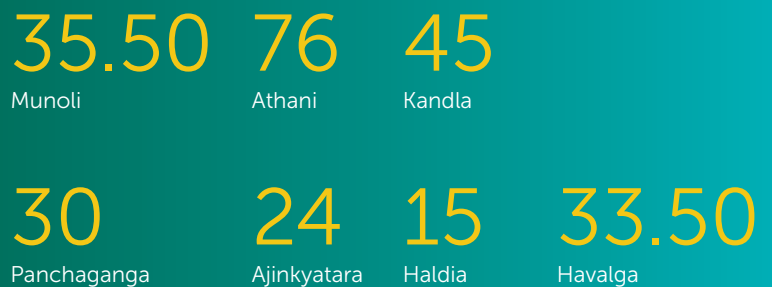 35.50 76 45
Munoli Athani Kandla
30 24 15 33.50
Panchaganga Ajinkyatara Haldia Havalga